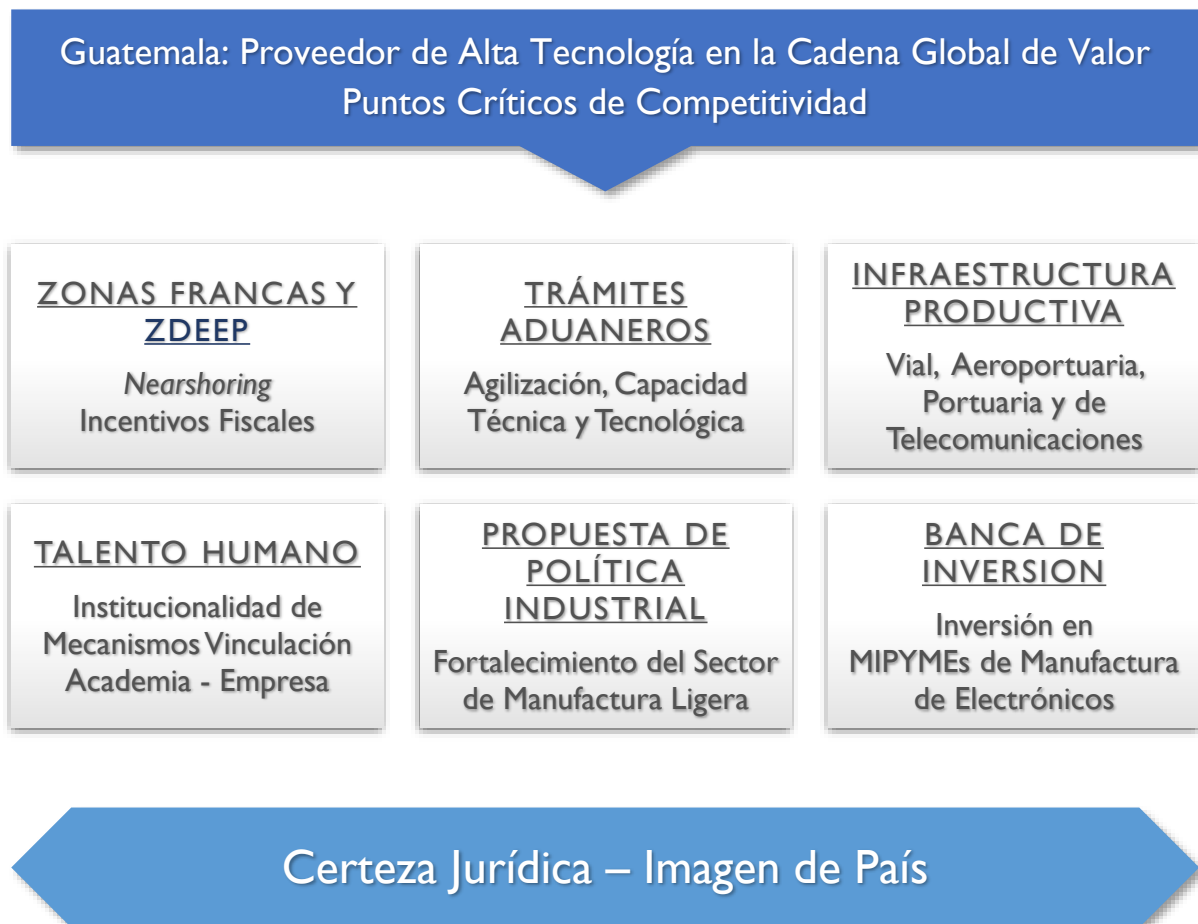 Guatemala: Proveedor de Alta Tecnología en la Cadena Global de Valor
Puntos Críticos de Competitividad
ZONAS FRANCAS Y
ZDEEP
Nearshoring
Incentivos Fiscales
TRÁMITES
ADUANEROS
Agilización, Capacidad
Técnica y Tecnológica
INFRAESTRUCTURA
PRODUCTIVA
Vial, Aeroportuaria,
Portuaria y de
Telecomunicaciones
TALENTO HUMANO
Institucionalidad de
Mecanismos Vinculación
Academia - Empresa
PROPUESTA DE
POLÍTICA
INDUSTRIAL
Fortalecimiento del Sector
de Manufactura Ligera
BANCA DE
INVERSION
Inversión en
MIPYMEs de Manufactura
de Electrónicos
Certeza Jurídica – Imagen de País